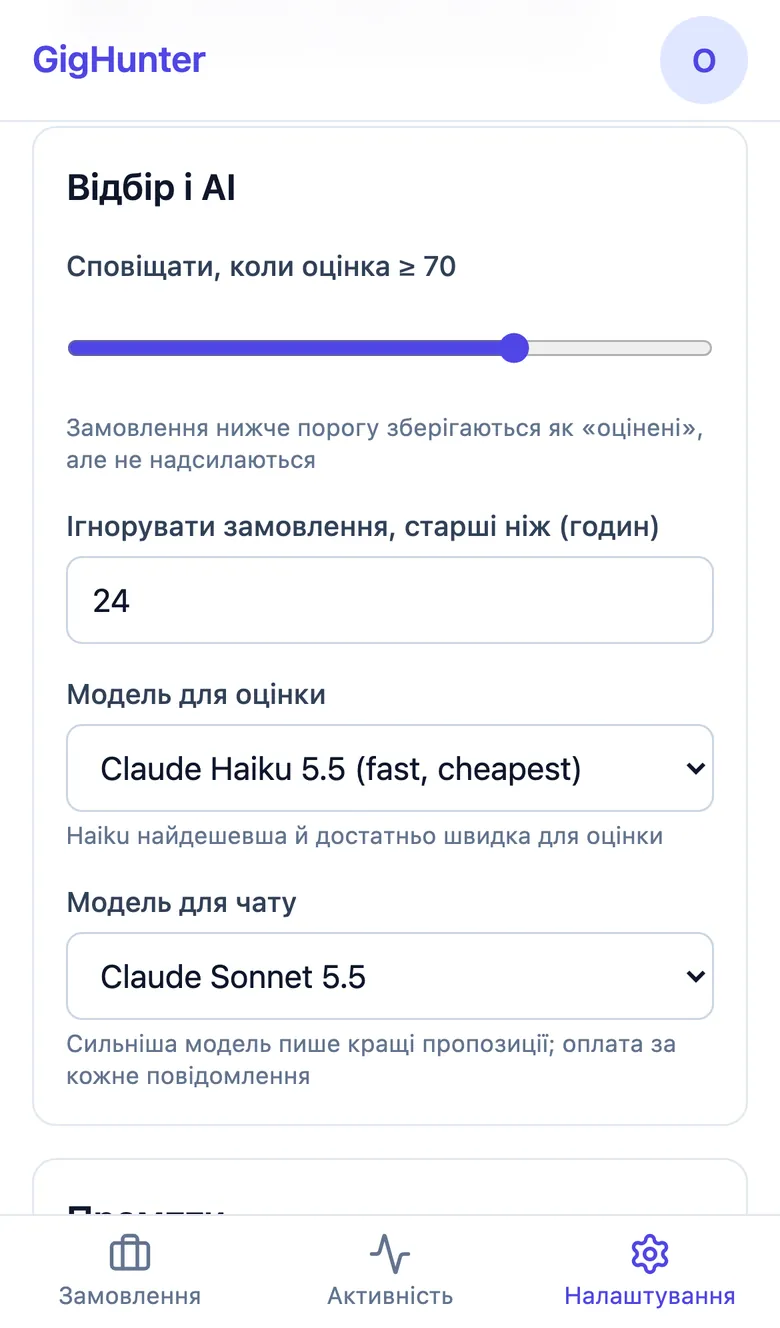 GigHunter
O
Відбір і AI
Сповіщати, коли оцінка ≥ 70
Замовлення нижче порогу зберігаються як «оцінені»,
але не надсилаються
Ігнорувати замовлення, старші ніж (годин)
24
Модель для оцінки
Claude Haiku 5.5 (fast, cheapest)
Haiku найдешевша й достатньо швидка для оцінки
Модель для чату
Claude Sonnet 5.5
Сильніша модель пише кращі пропозиції; оплата за
кожне повідомлення
Замовлення
Активність
Налаштування